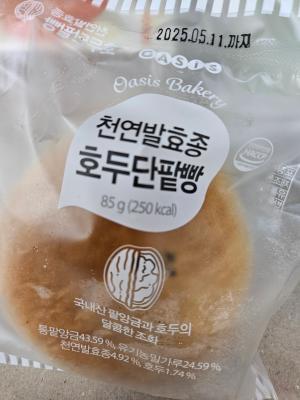 2025.05.11.까지
OASIS
Oasis Bakery
천연발효종
호두단팥빵
85 g (250 kcal)
HACCP
국내산 팥앙금과 호두의
달콤한 조화
통팥앙금43.59 %, 유기농밀가루24.59 %
천연발효종4.92 %, 호두1.74 %